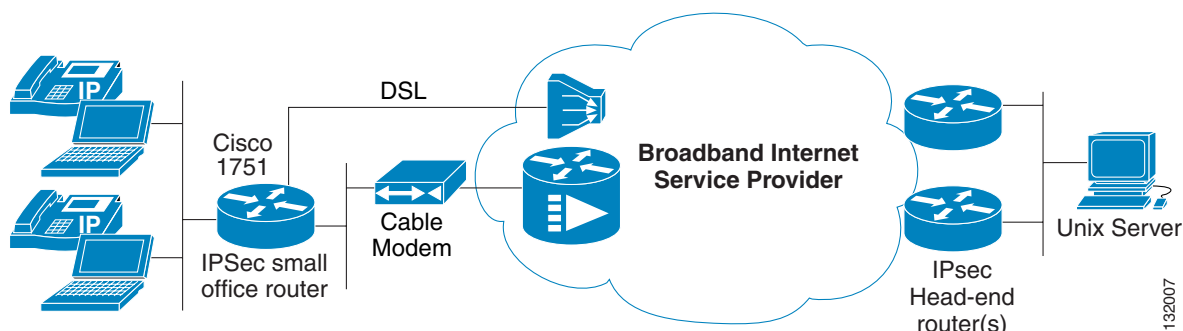 IP
IP
Cisco
1751
IPSec small
office router
DSL
Cable
Modem
Broadband Internet
Service Provider
IPsec
Head-end
router(s)
Unix Server
132007